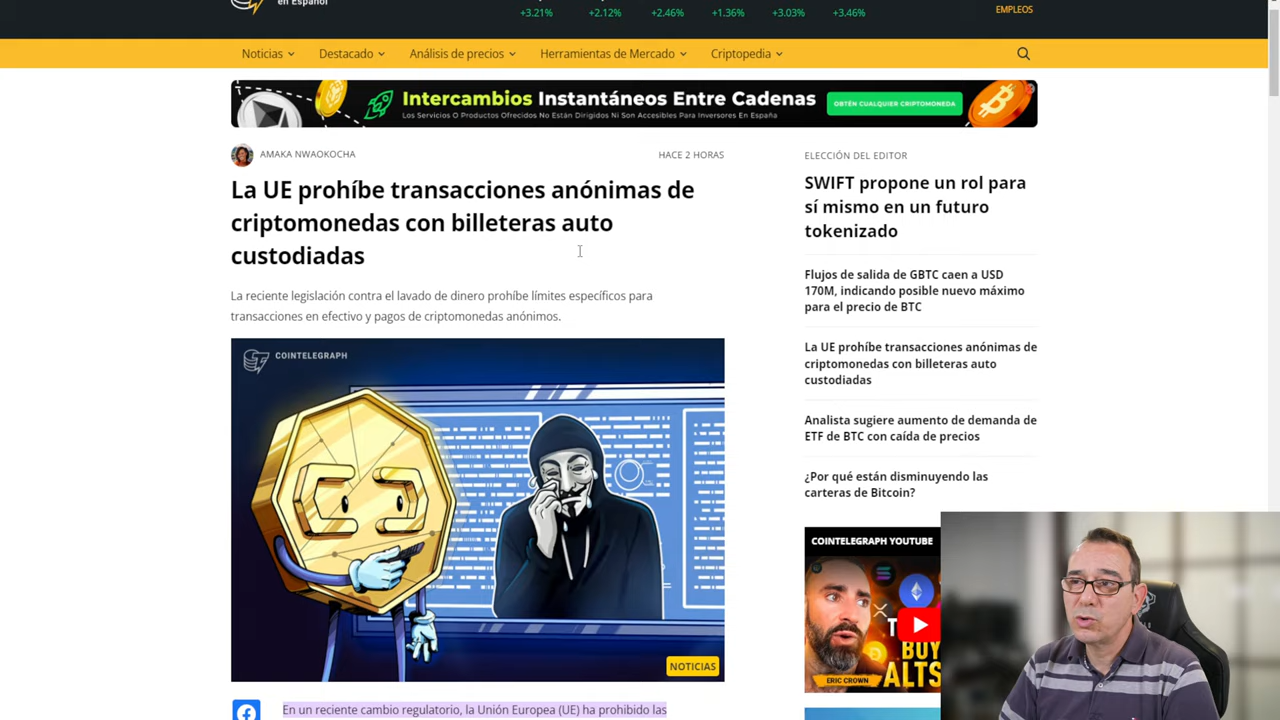 en Español
+3.21%
+2.12%
+2.46%
+1.36%
+3.03%
+3.46%
EMPLEOS
Noticias
Destacado
Análisis de precios
Herramientas de Mercado
Criptopedia
Intercambios Instantáneos Entre Cadenas
Los Servicios O Productos Ofrecidos No Están Dirigidos Ni Son Accesibles Para Inversores En España
OBTÉN CUALQUIER CRIPTOMONEDA
AMAKA NWAOKOCHA
HACE 2 HORAS
La UE prohíbe transacciones anónimas de
criptomonedas con billeteras auto
custodiadas
La reciente legislación contra el lavado de dinero prohíbe límites específicos para
transacciones en efectivo y pagos de criptomonedas anónimos.
COINTELEGRAPH
NOTICIAS
En un reciente cambio regulatorio, la Unión Europea (UE) ha prohibido las
ELECCIÓN DEL EDITOR
SWIFT propone un rol para
sí mismo en un futuro
tokenizado
Flujos de salida de GBTC caen a USD
170M, indicando posible nuevo máximo
para el precio de BTC
La UE prohíbe transacciones anónimas de
criptomonedas con billeteras auto
custodiadas
Analista sugiere aumento de demanda de
ETF de BTC con caída de precios
¿Por qué están disminuyendo las
carteras de Bitcoin?
COINTELEGRAPH YOUTUBE
BUY
ALTS
ERIC CROWN